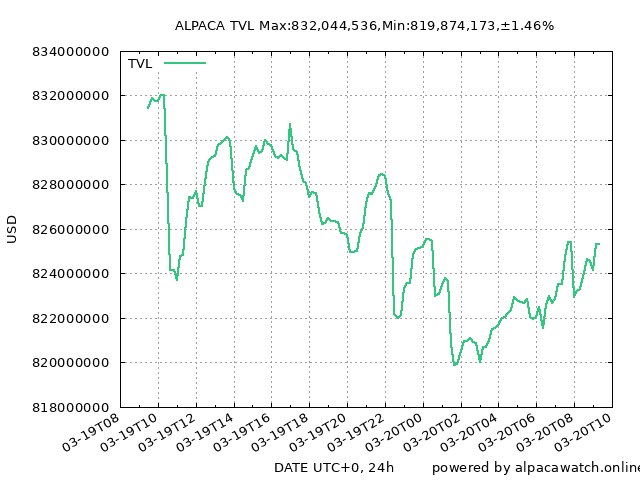 ALPACA TVL Max:832,044,536,Min:819,874,173,±1.46%
TVL
834000000
832000000
830000000
828000000
826000000
824000000
822000000
820000000
818000000
USD
03-19T08
03-19T10
03-19T12
03-19T14
03-19T16
03-19T18
03-19T20
03-19T22
03-20T00
03-20T02
03-20T04
03-20T06
03-20T08
03-20T10
DATE UTC+0, 24h
powered by alpacawatch.online